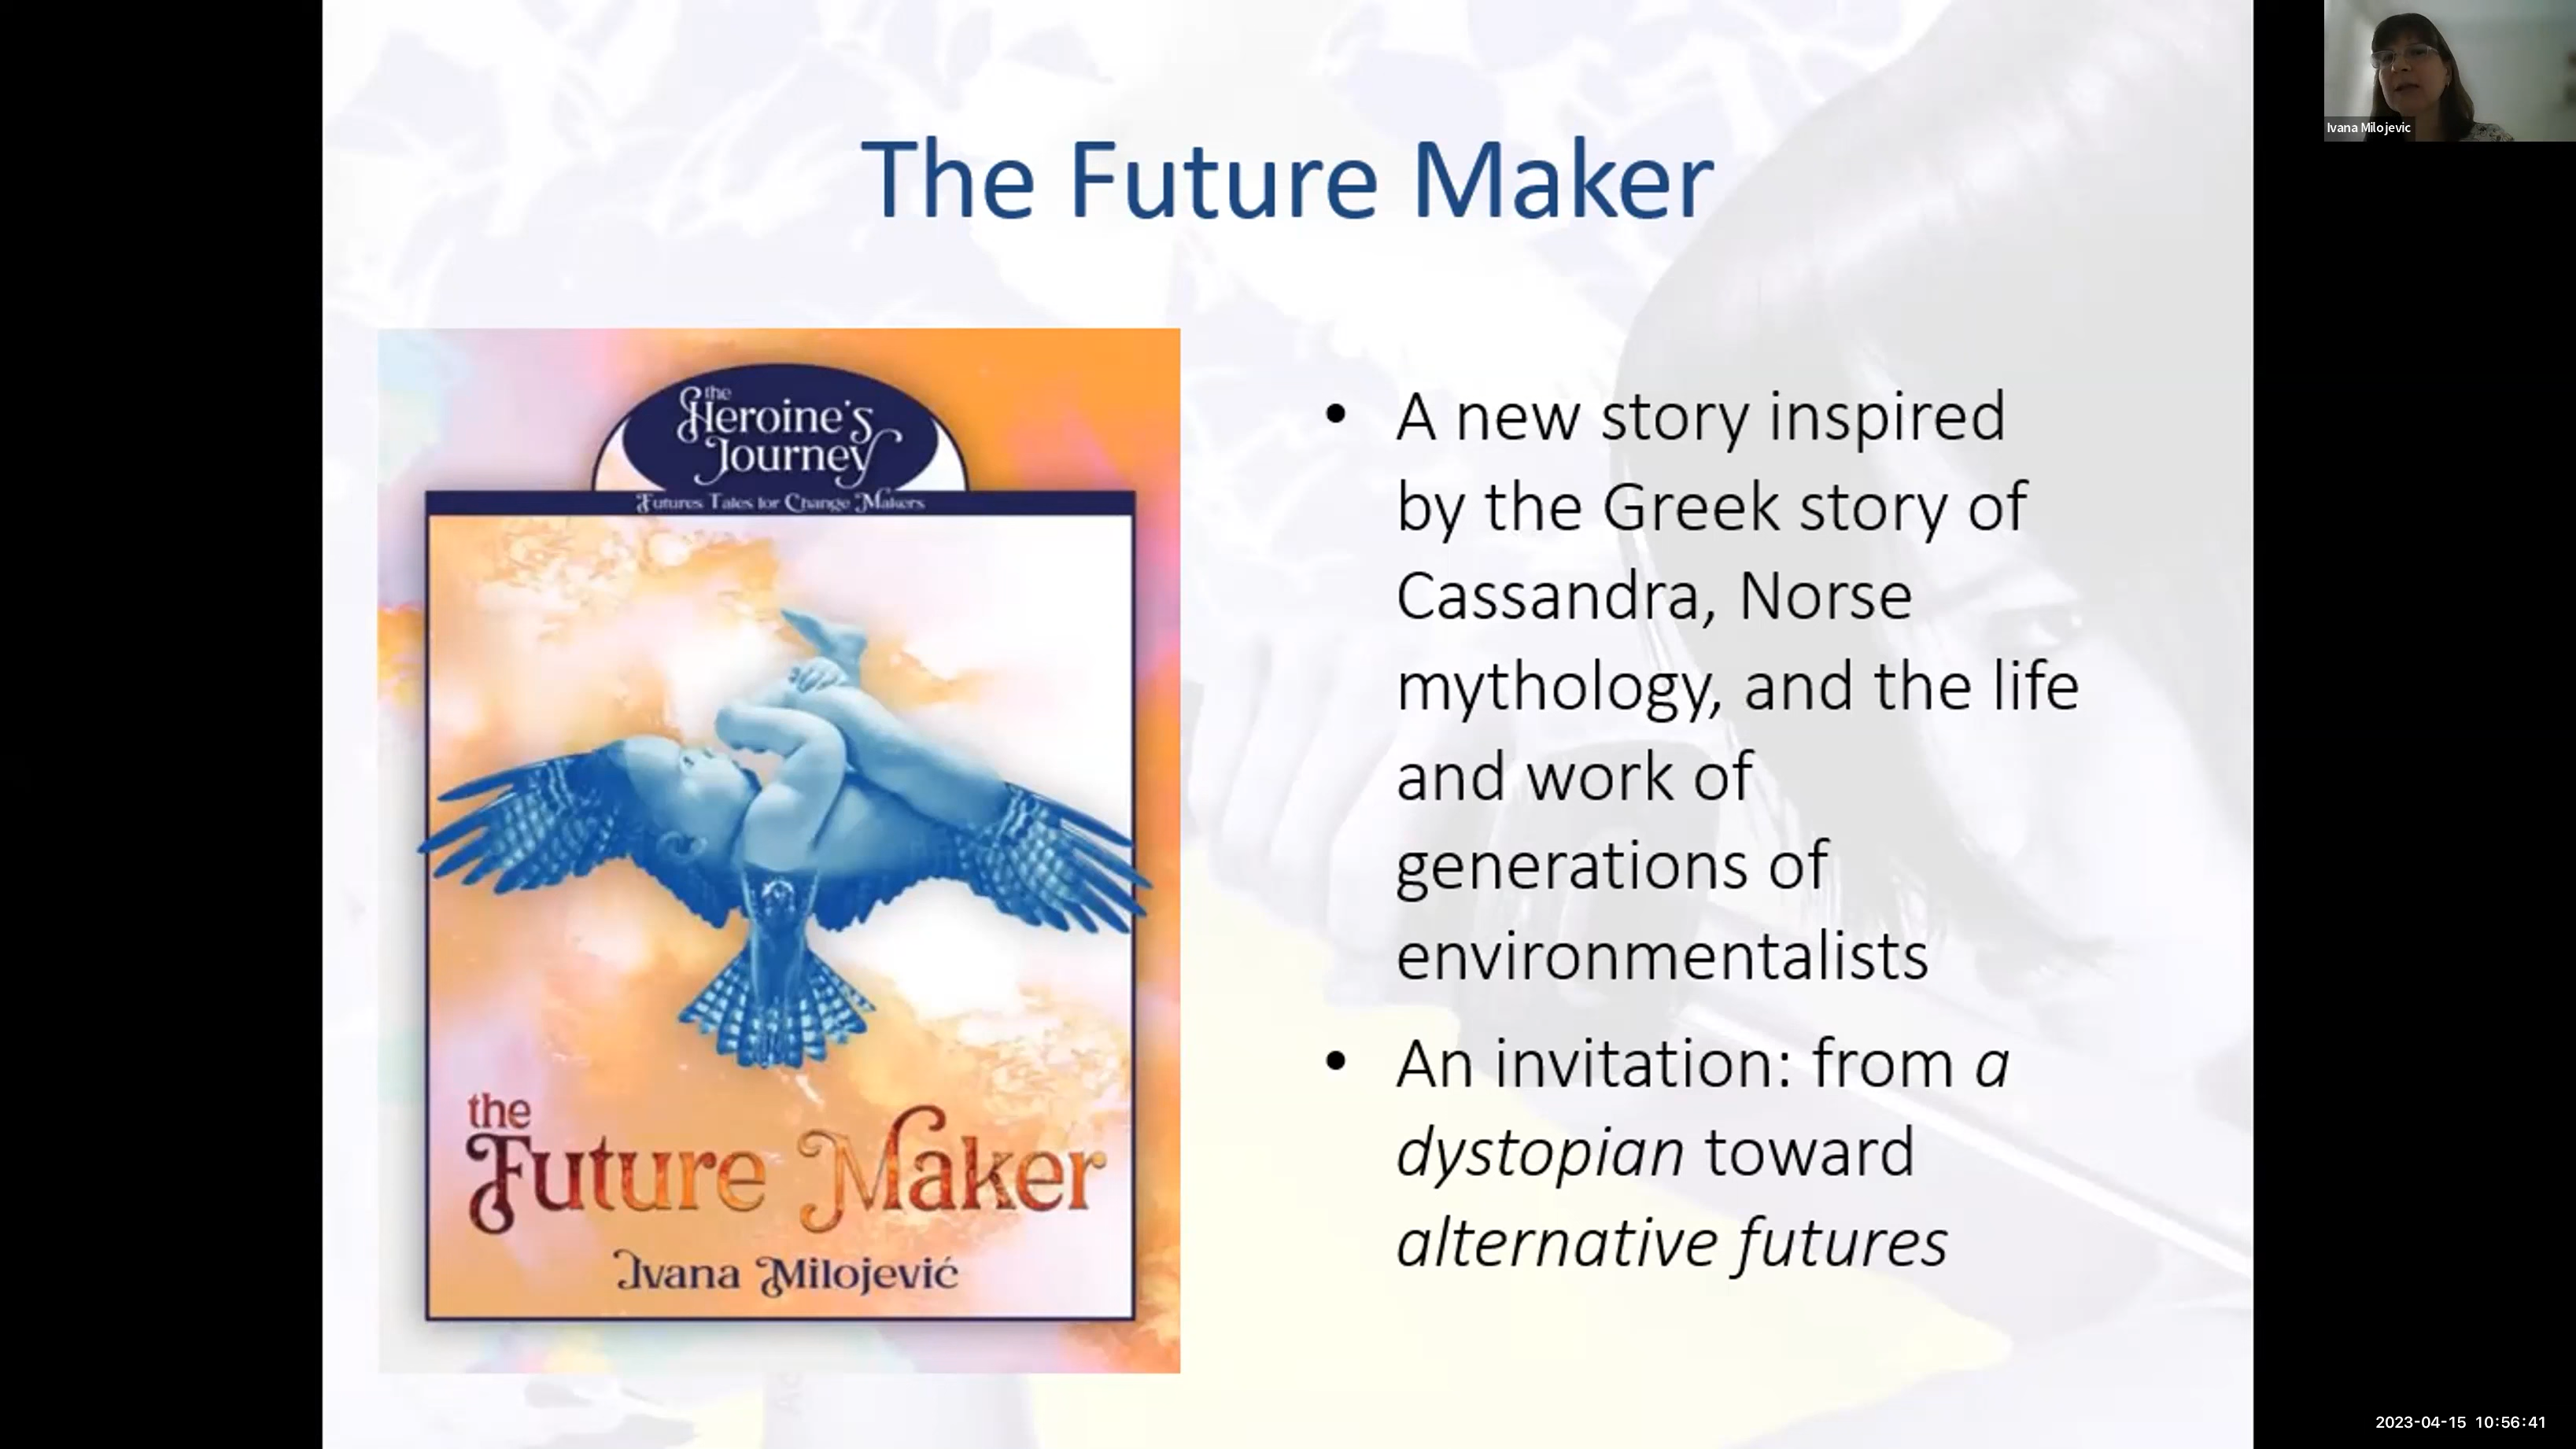 The Future Maker
the
Heroine's
Journey
Futures Tales for Change Makers
the
Future Maker
Ivana Milojević
• A new story inspired
by the Greek story of
Cassandra, Norse
mythology, and the life
and work of
generations of
environmentalists
• An invitation: from a
dystopian toward
alternative futures
Ivana Milojevic
2023-04-15 10:56:41